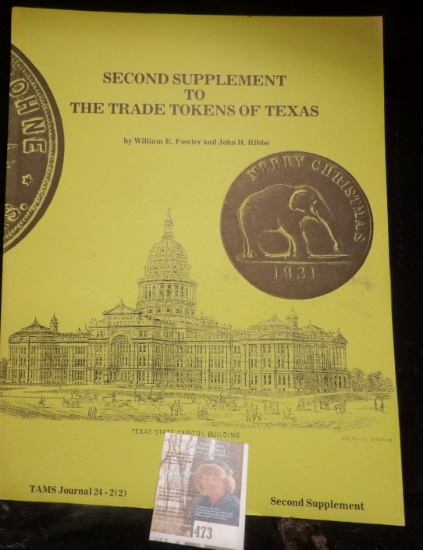 SECOND SUPPLEMENT
TO
THE TRADE TOKENS OF TEXAS
by William E. Fowler and John H. Ribbe
OHNE
MERRY CHRISTMAS
1931
TEXAS STATE CAPITOL BUILDING
TAMS Journal 24 - 2(2)
Second Supplement
473